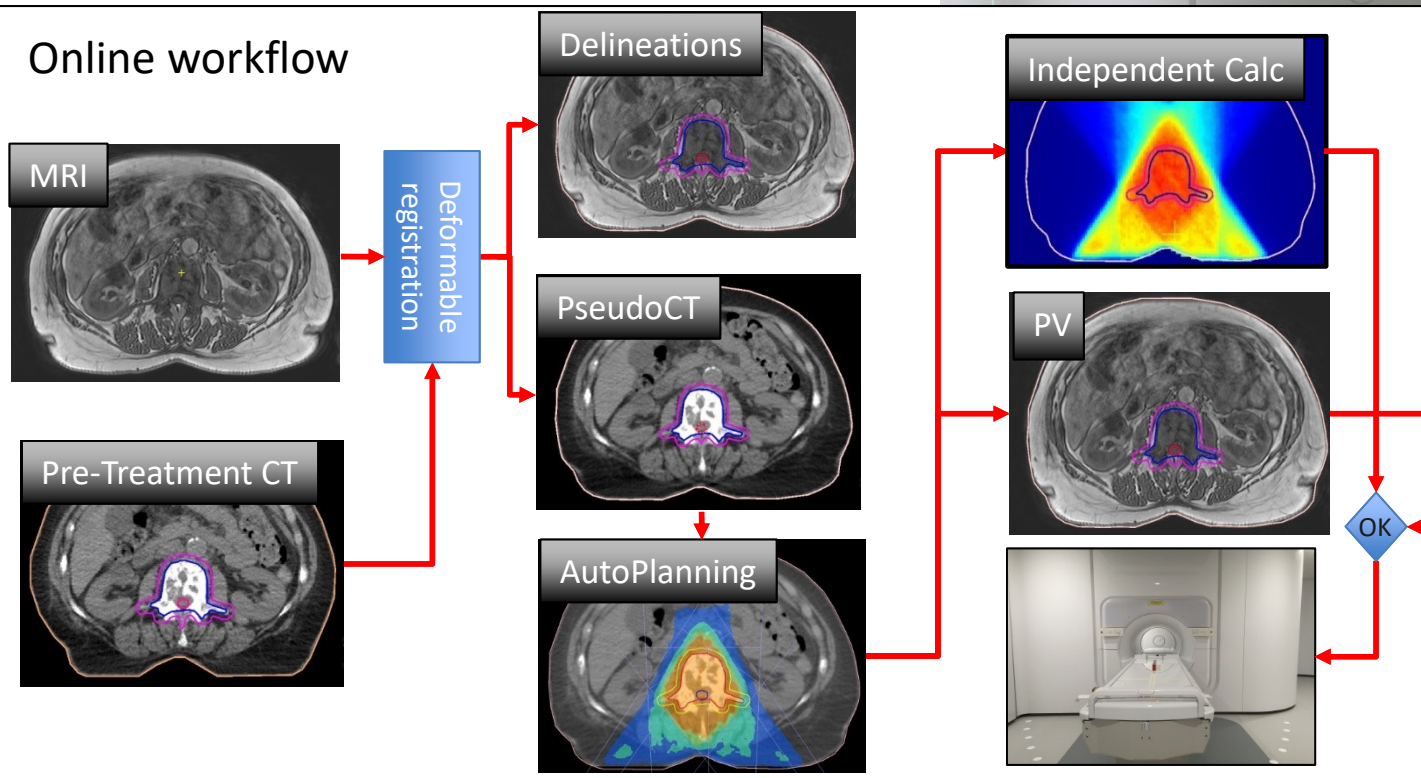 Online workflow
Delineations
Independent Calc
MRI
Deformable
registration
PseudoCT
PV
Pre-Treatment CT
AutoPlanning
OK